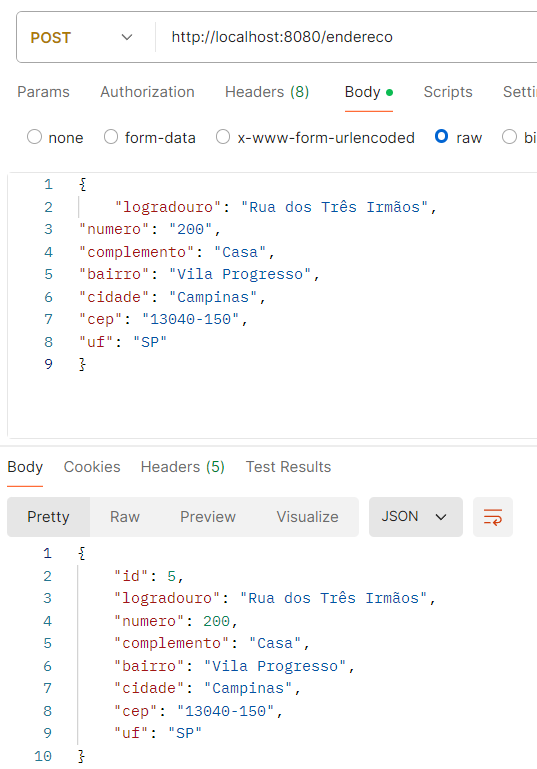 POST http://localhost:8080/endereco
Params Authorization Headers (8) Body Scripts Setti
none form-data x-www-form-urlencoded raw bi
1 {
2 "logradouro": "Rua dos Três Irmãos",
3 "numero": "200",
4 "complemento": "Casa",
5 "bairro": "Vila Progresso",
6 "cidade": "Campinas",
7 "cep": "13040-150",
8 "uf": "SP"
9 }
Body Cookies Headers (5) Test Results
Pretty Raw Preview Visualize JSON
1 {
2 "id": 5,
3 "logradouro": "Rua dos Três Irmãos",
4 "numero": 200,
5 "complemento": "Casa",
6 "bairro": "Vila Progresso",
7 "cidade": "Campinas",
8 "cep": "13040-150",
9 "uf": "SP"
10 }